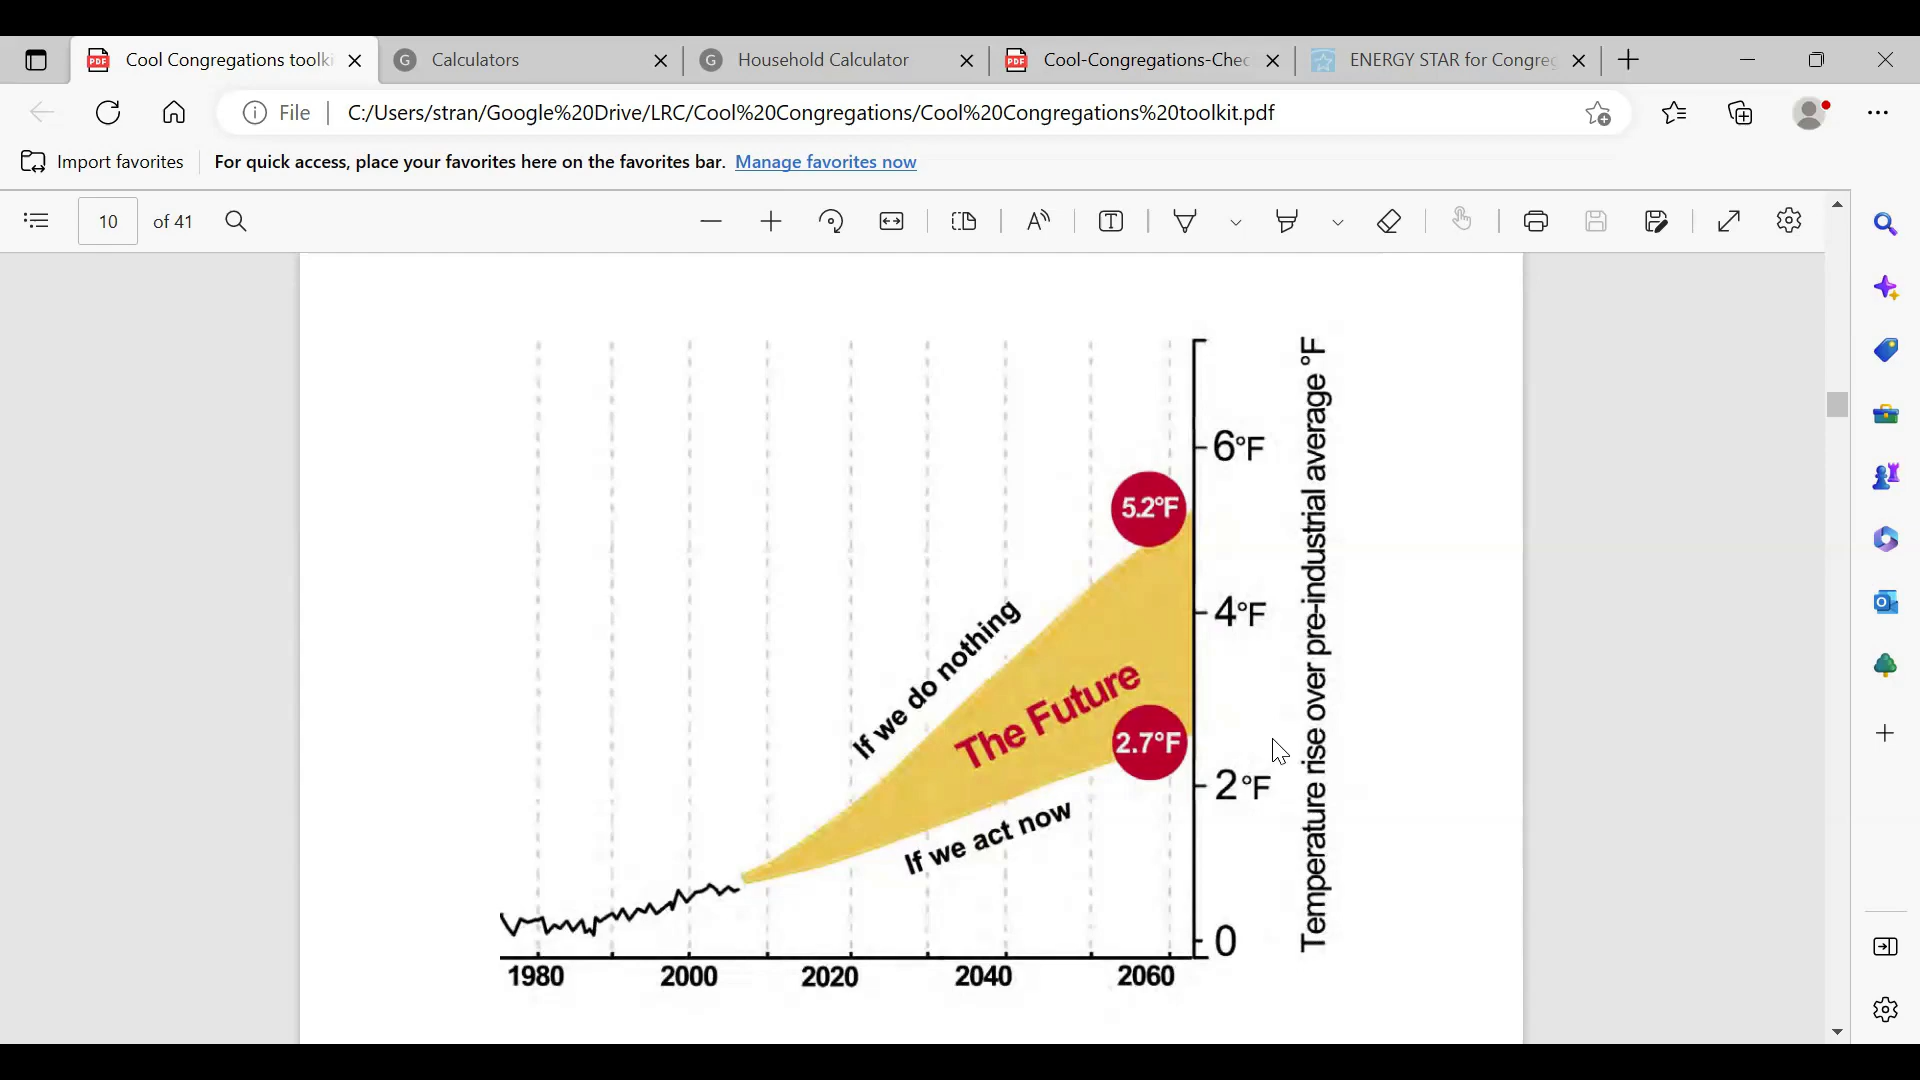 Cool Congregations toolki
Calculators
Household Calculator
Cool-Congregations-Chec
ENERGY STAR for Congreg
File
C:/Users/stran/Google%20Drive/LRC/Cool%20Congregations/Cool%20Congregations%20toolkit.pdf
Import favorites
For quick access, place your favorites here on the favorites bar. Manage favorites now
10 of 41
6°F
5.2°F
4°F
If we do nothing
The Future
2.7°F
2°F
If we act now
0
Temperature rise over pre-industrial average °F
1980 2000 2020 2040 2060